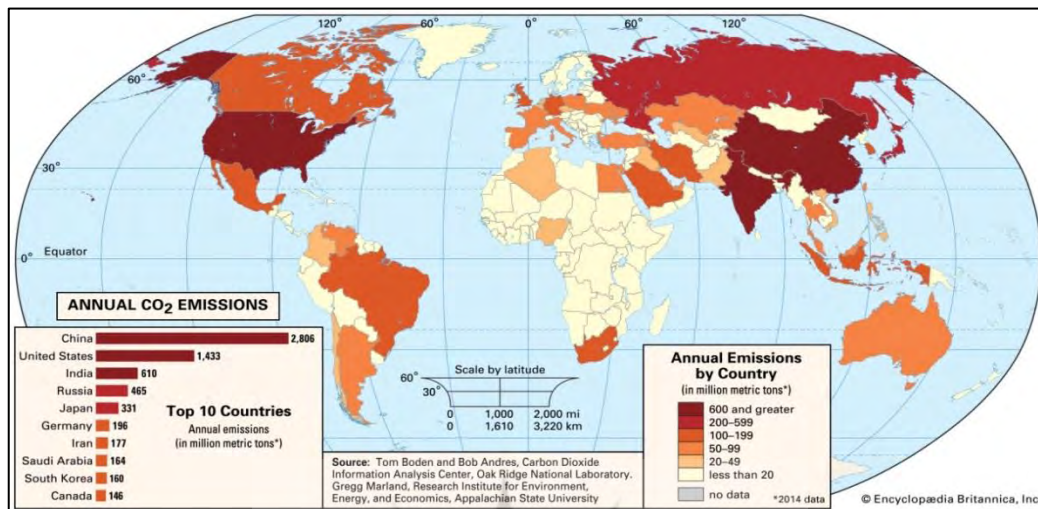 120° 60° 0° 60° 120°
60° 60°
30° 30°
Equator
0° 0°
ANNUAL CO2 EMISSIONS
China 2,806
United States 1,433
India 610
Russia 465
Japan 331
Germany 196
Iran 177
Saudi Arabia 164
South Korea 160
Canada 146
Top 10 Countries
Annual emissions
(in million metric tons*)
Scale by latitude
60°
30°
0 1,000 2,000 mi
0 1,610 3,220 km
Source: Tom Boden and Bob Andres, Carbon Dioxide
Information Analysis Center, Oak Ridge National Laboratory.
Gregg Marland, Research Institute for Environment,
Energy, and Economics, Appalachian State University
Annual Emissions
by Country
(in million metric tons*)
600 and greater
200–599
100–199
50–99
20–49
less than 20
no data
*2014 data
© Encyclopædia Britannica, Inc